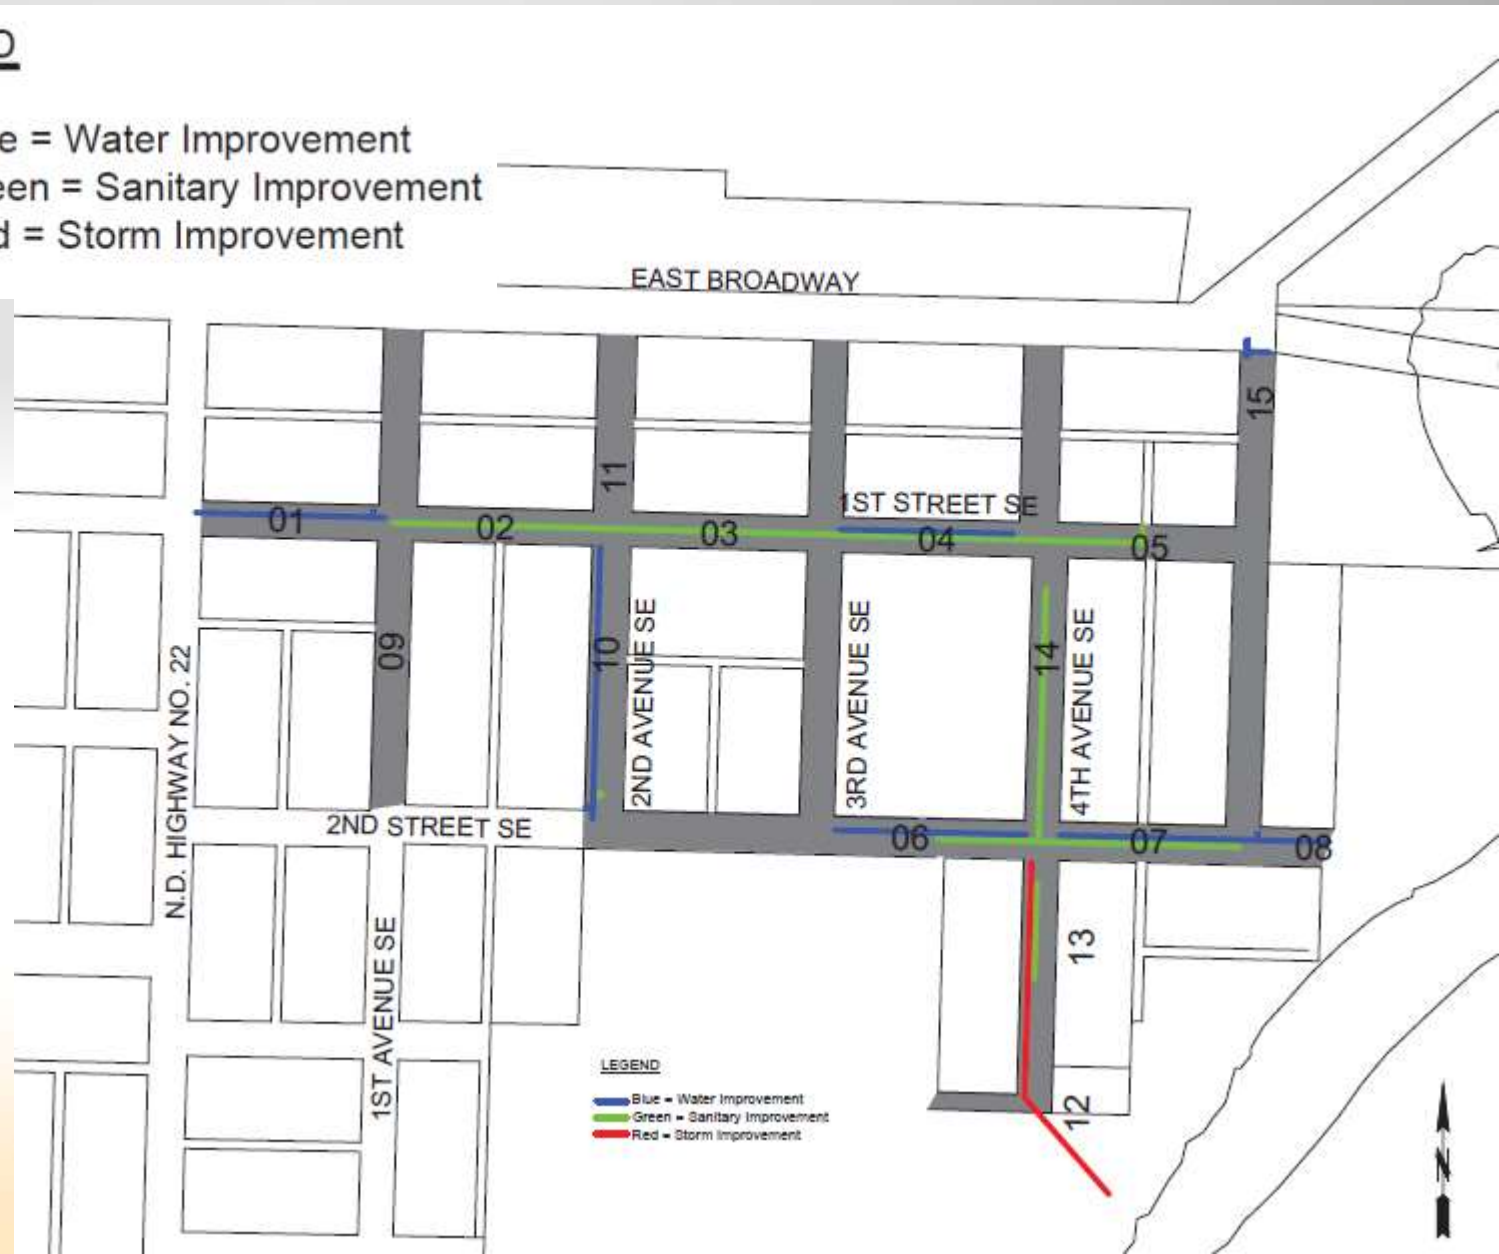 D
e = Water Improvement
een = Sanitary Improvement
d = Storm Improvement
EAST BROADWAY
15
11
1ST STREET SE
01
02
03
04
05
09
10
2ND AVENUE SE
3RD AVENUE SE
14
4TH AVENUE SE
N.D. HIGHWAY NO. 22
2ND STREET SE
06
07
08
1ST AVENUE SE
13
12
LEGEND
Blue = Water Improvement
Green = Sanitary Improvement
Red = Storm Improvement
N